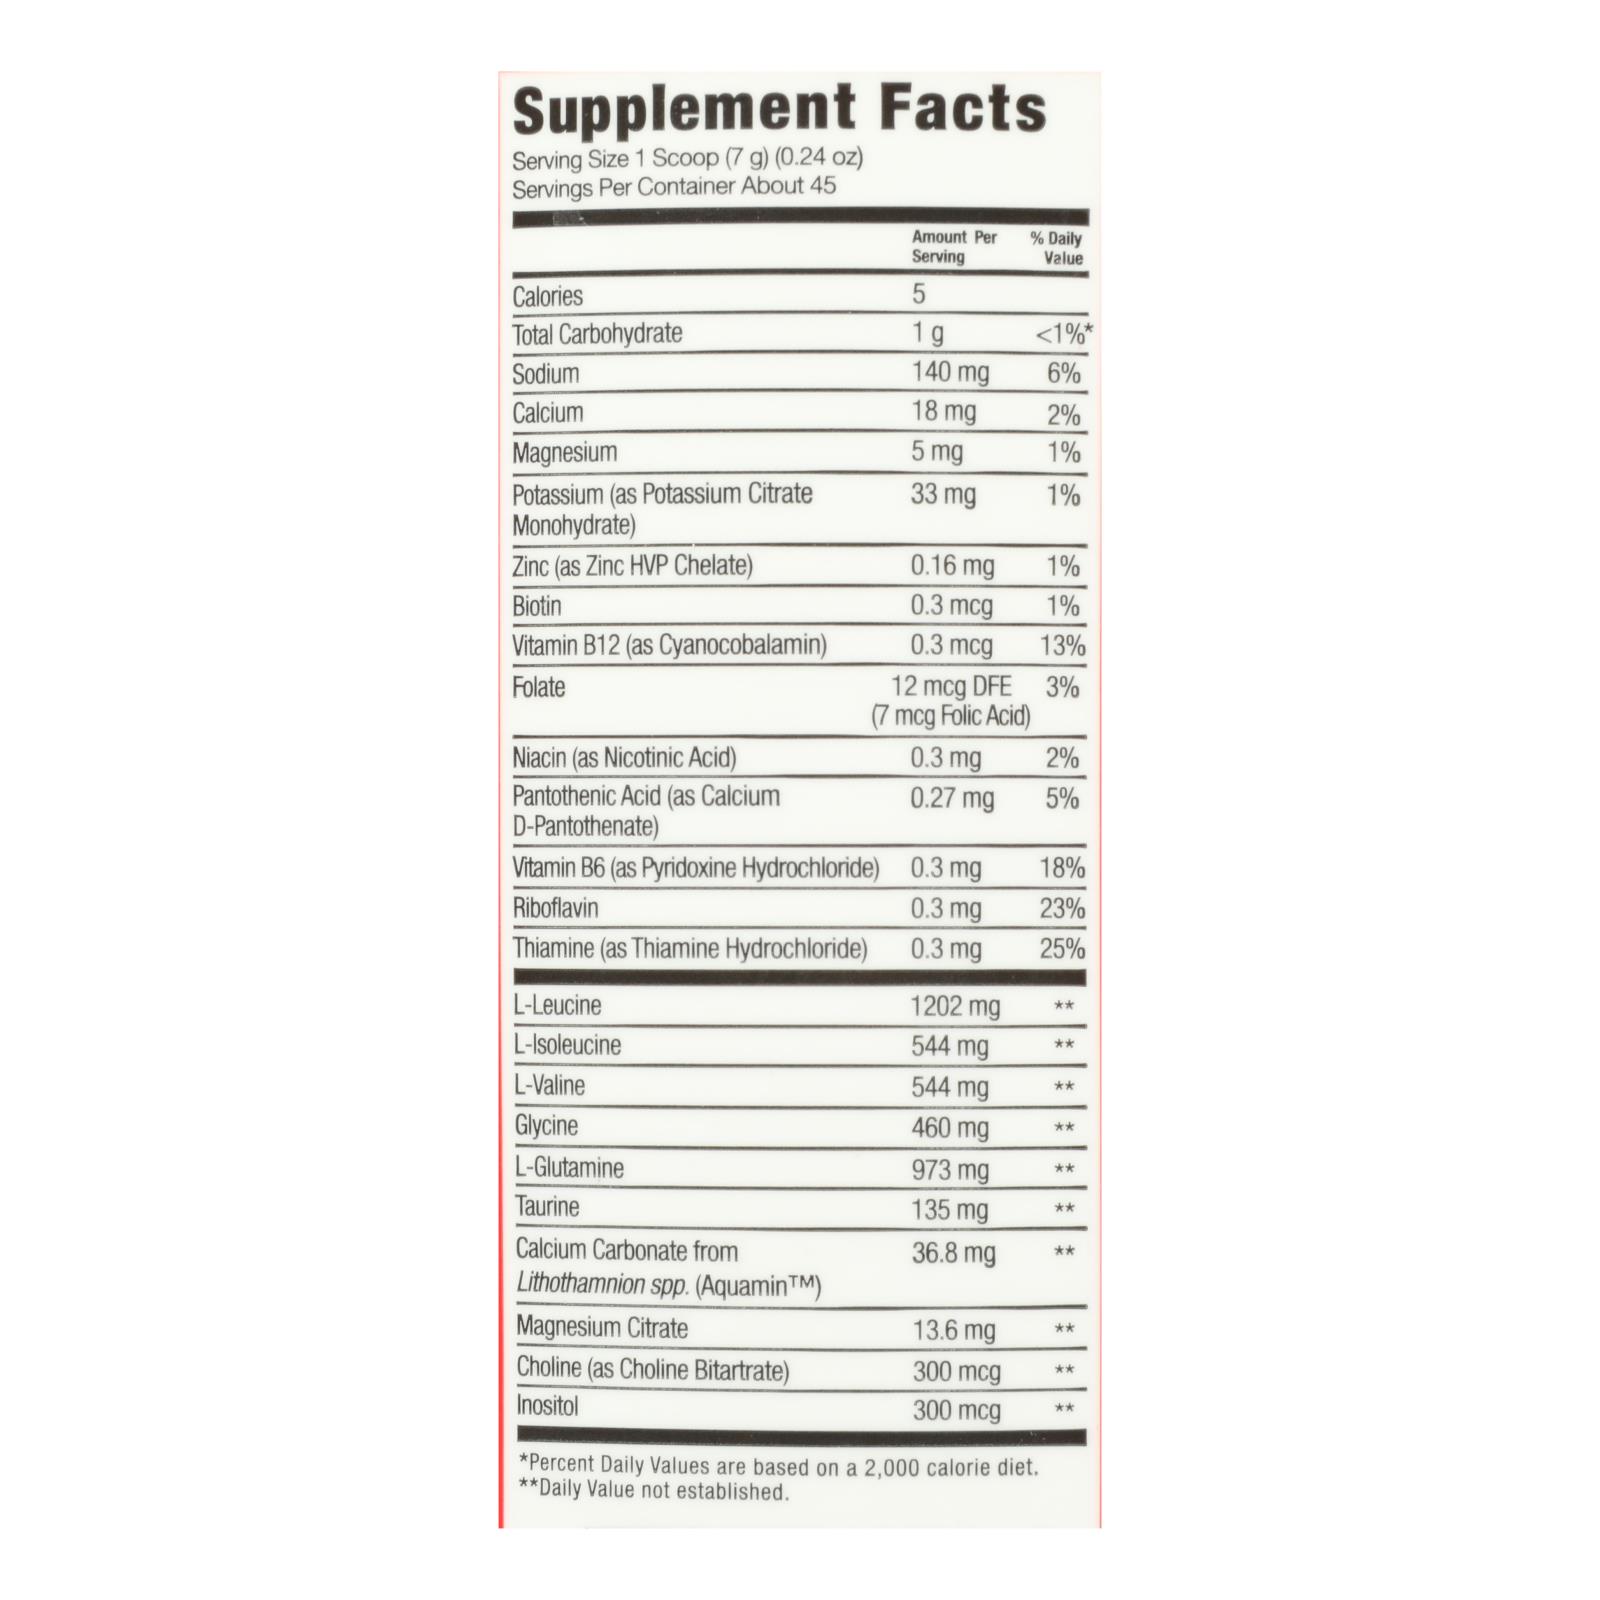 Supplement Facts
Serving Size 1 Scoop (7 g) (0.24 oz)
Servings Per Container About 45
Amount Per Serving % Daily Value
Calories 5
Total Carbohydrate 1 g <1%*
Sodium 140 mg 6%
Calcium 18 mg 2%
Magnesium 5 mg 1%
Potassium (as Potassium Citrate 33 mg 1%
Monohydrate)
Zinc (as Zinc HVP Chelate) 0.16 mg 1%
Biotin 0.3 mcg 1%
Vitamin B12 (as Cyanocobalamin) 0.3 mcg 13%
Folate 12 mcg DFE 3%
(7 mcg Folic Acid)
Niacin (as Nicotinic Acid) 0.3 mg 2%
Pantothenic Acid (as Calcium 0.27 mg 5%
D-Pantothenate)
Vitamin B6 (as Pyridoxine Hydrochloride) 0.3 mg 18%
Riboflavin 0.3 mg 23%
Thiamine (as Thiamine Hydrochloride) 0.3 mg 25%
L-Leucine 1202 mg **
L-Isoleucine 544 mg **
L-Valine 544 mg **
Glycine 460 mg **
L-Glutamine 973 mg **
Taurine 135 mg **
Calcium Carbonate from 36.8 mg **
Lithothamnion spp. (Aquamin™)
Magnesium Citrate 13.6 mg **
Choline (as Choline Bitartrate) 300 mcg **
Inositol 300 mcg **
*Percent Daily Values are based on a 2,000 calorie diet.
**Daily Value not established.